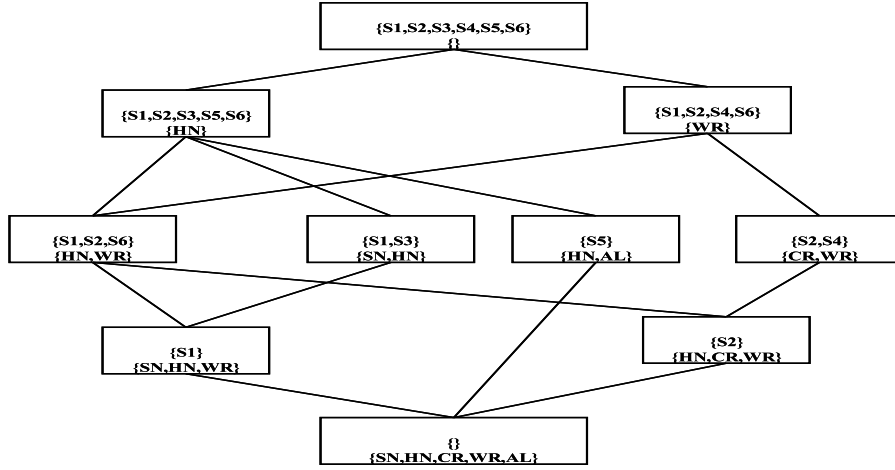 {S1,S2,S3,S4,S5,S6}
{}
{S1,S2,S3,S5,S6}
{HN}
{S1,S2,S4,S6}
{WR}
{S1,S2,S6}
{HN,WR}
{S1,S3}
{SN,HN}
{S5}
{HN,AL}
{S2,S4}
{CR,WR}
{S1}
{SN,HN,WR}
{S2}
{HN,CR,WR}
{}
{SN,HN,CR,WR,AL}